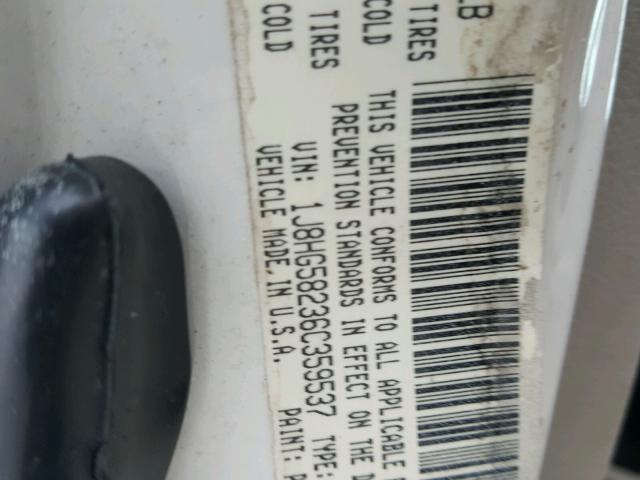 LB
TIRES
COLD
TIRES
COLD
THIS VEHICLE CONFORMS TO ALL APPLICABLE
PREVENTION STANDARDS IN EFFECT ON THE D
VIN: 1J8HG58236C359537 TYPE:
VEHICLE MADE IN U.S.A. PAINT: P